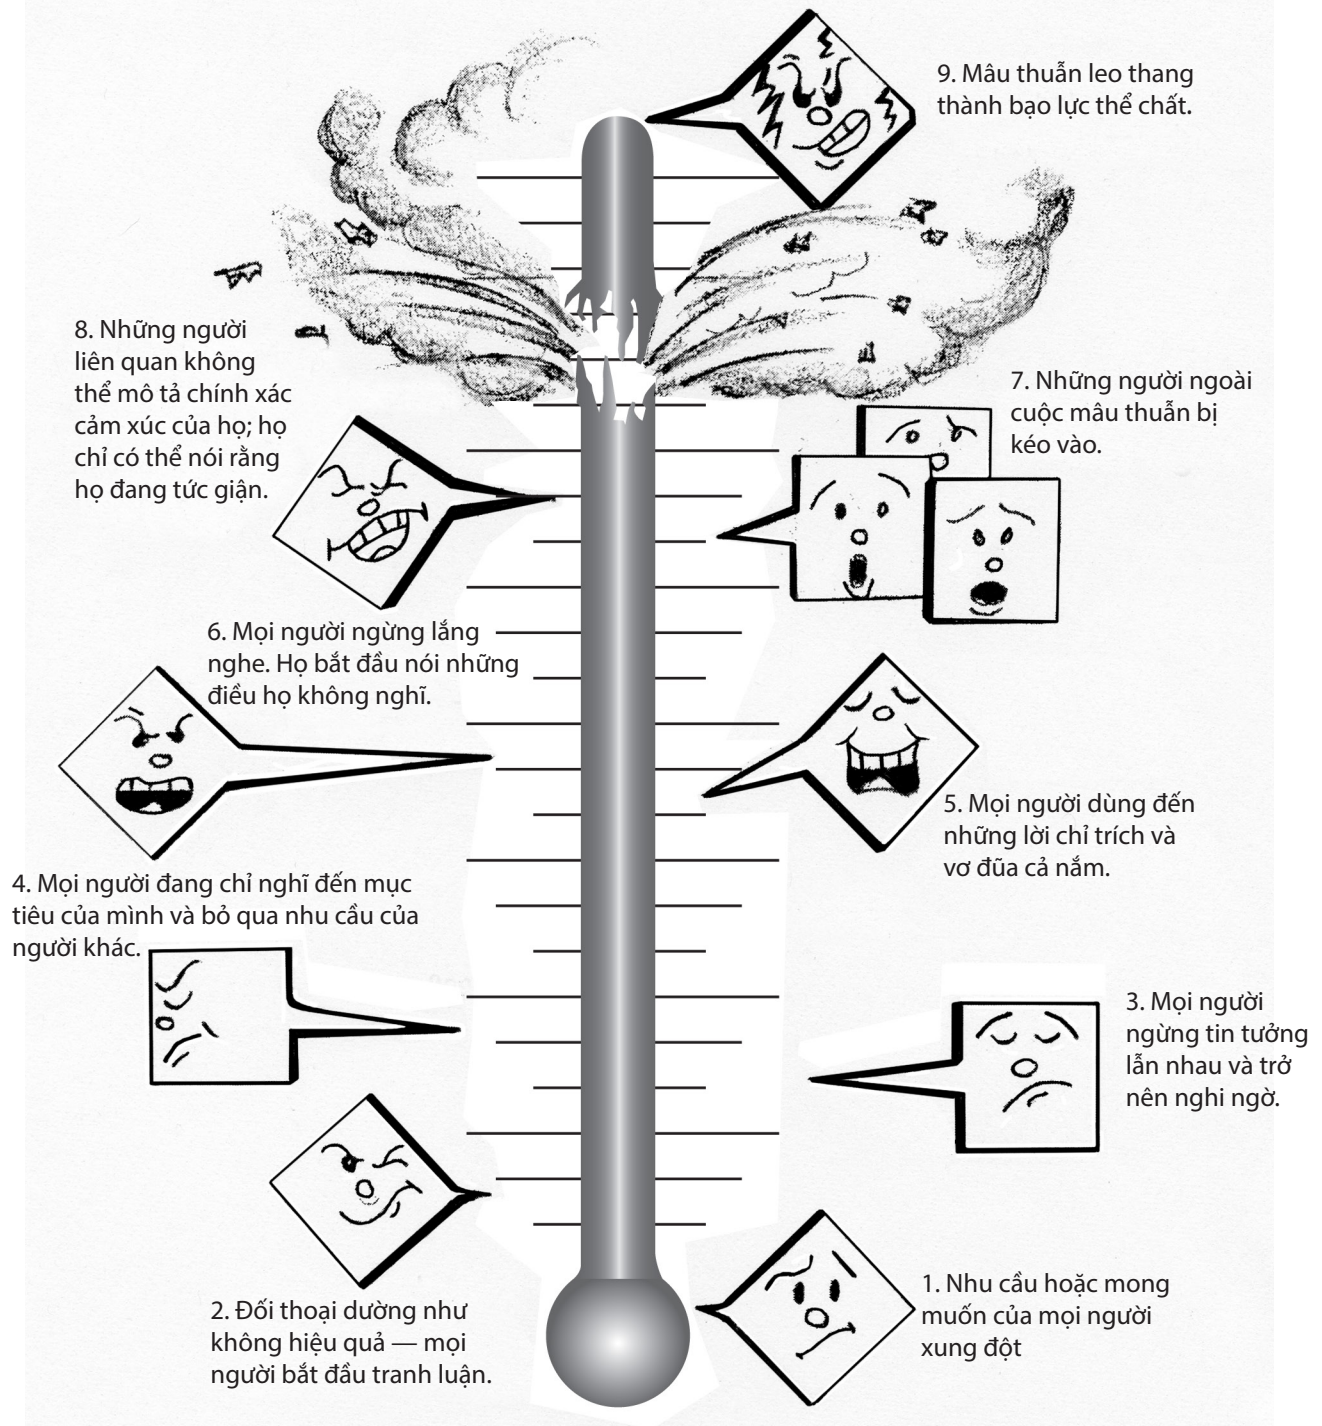 9. Mâu thuẫn leo thang
thành bạo lực thể chất.
8. Những người
liên quan không
thể mô tả chính xác
cảm xúc của họ; họ
chỉ có thể nói rằng
họ đang tức giận.
7. Những người ngoài
cuộc mâu thuẫn bị
kéo vào.
6. Mọi người ngừng lắng
nghe. Họ bắt đầu nói những
điều họ không nghĩ.
5. Mọi người dùng đến
những lời chỉ trích và
vơ đũa cả nắm.
4. Mọi người đang chỉ nghĩ đến mục
tiêu của mình và bỏ qua nhu cầu của
người khác.
3. Mọi người
ngừng tin tưởng
lẫn nhau và trở
nên nghi ngờ.
2. Đối thoại dường như
không hiệu quả — mọi
người bắt đầu tranh luận.
1. Nhu cầu hoặc mong
muốn của mọi người
xung đột